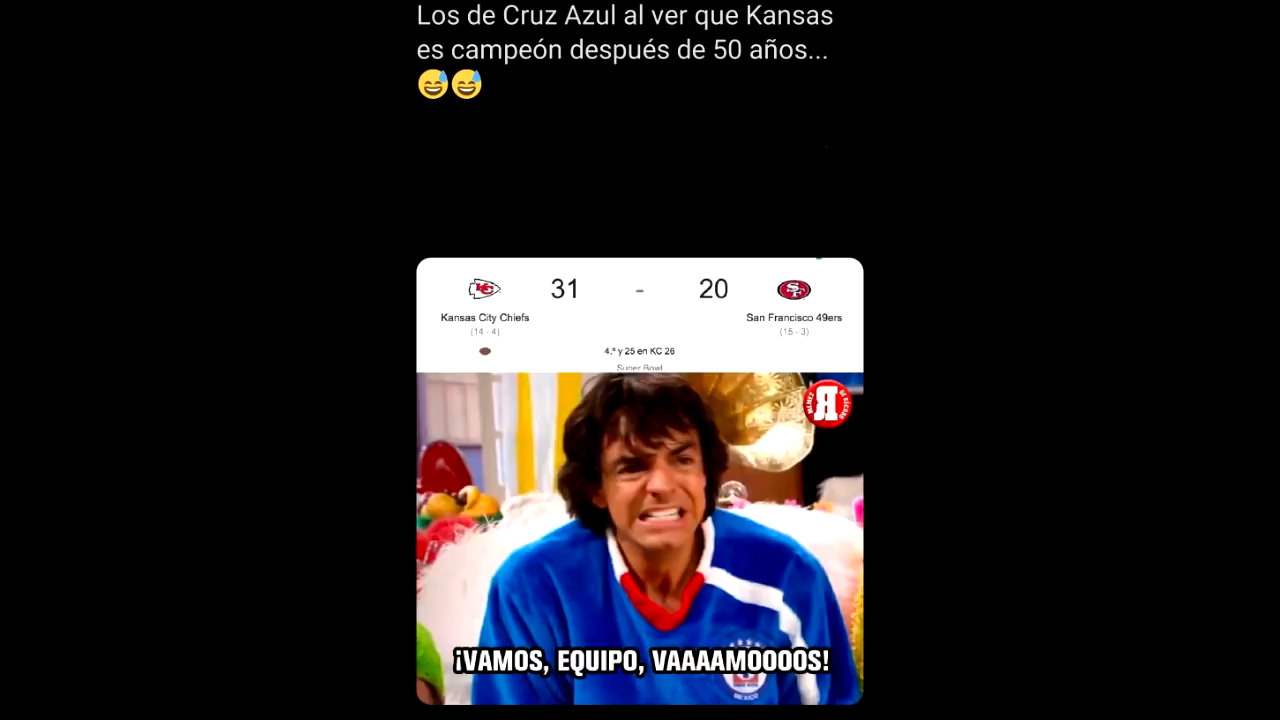 Los de Cruz Azul al ver que Kansas
es campeón después de 50 años...
31 - 20
Kansas City Chiefs San Francisco 49ers
(14 - 4) (15 - 3)
4.º y 25 en KC 26
Super Bowl
¡VAMOS, EQUIPO, VAAAAMOOOOS!
MÉXICO